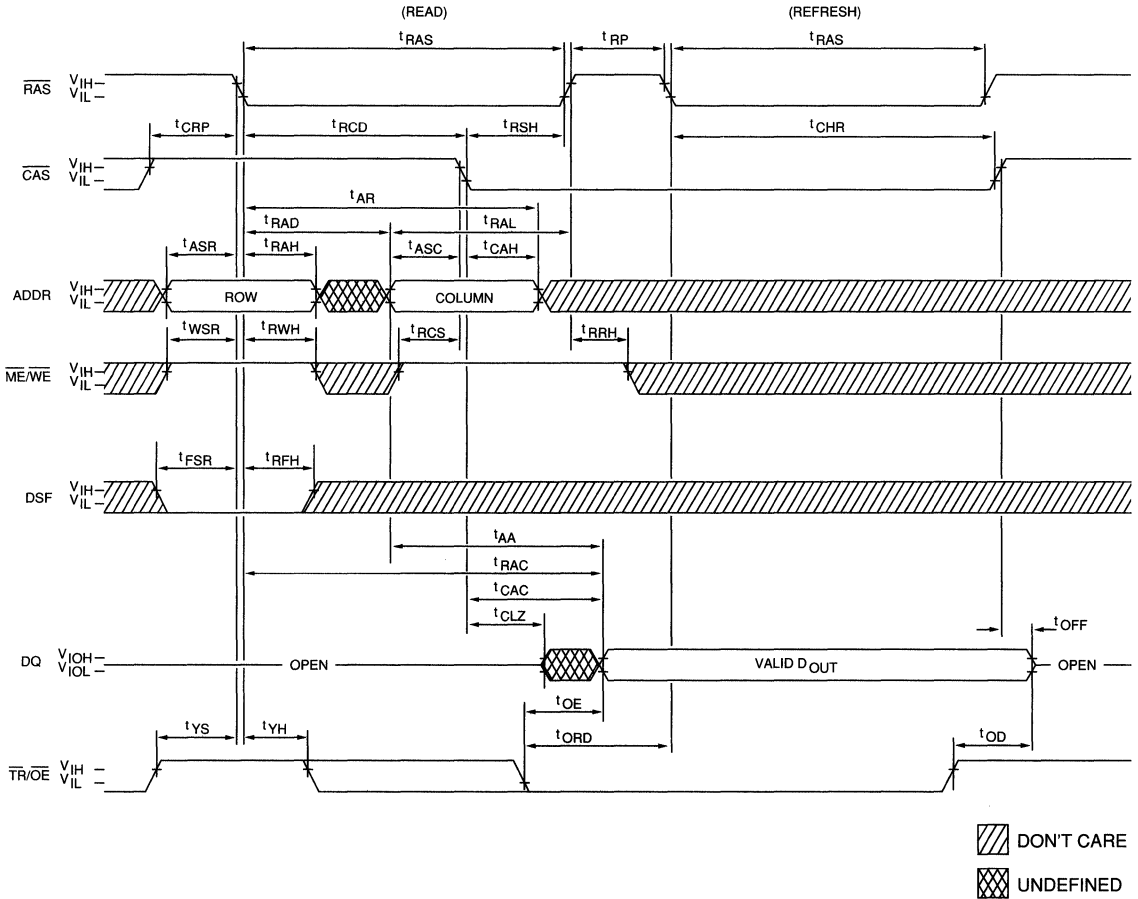 (READ) (REFRESH)
tRAS tRP tRAS
RAS VIH VIL
tCRP tRCD tRSH tCHR
CAS VIH VIL
tAR
tRAD tRAL
tASR tRAH tASC tCAH
ADDR VIH VIL ROW COLUMN
tWSR tRWH tRCS tRRH
ME/WE VIH VIL
tFSR tRFH
DSF VIH VIL
tAA
tRAC
tCAC
tCLZ tOFF
DQ VIOH VIOL OPEN VALID DOUT OPEN
tOE
tYS tYH tORD tOD
TR/OE VIH VIL
DON'T CARE
UNDEFINED